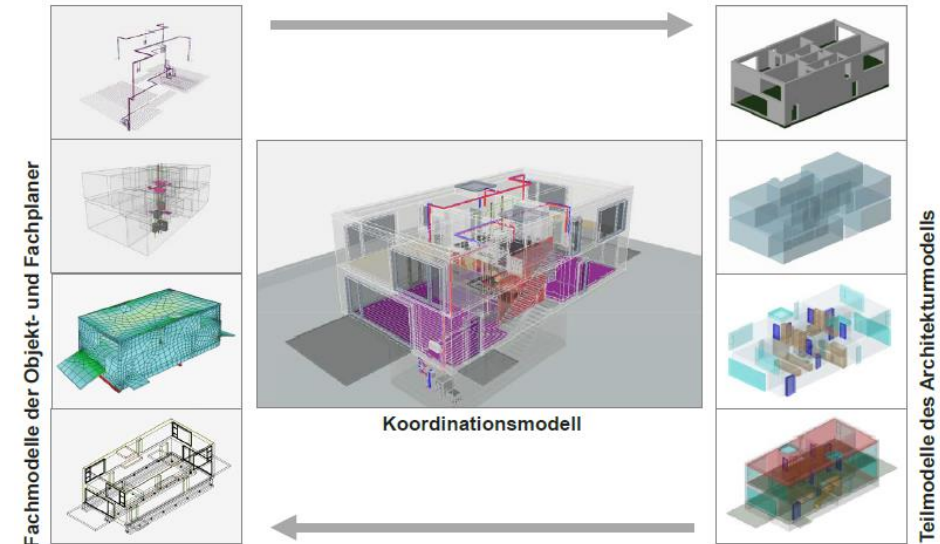 Fachmodelle der Objekt- und Fachplaner
Koordinationsmodell
Teilmodelle des Architekturmodells